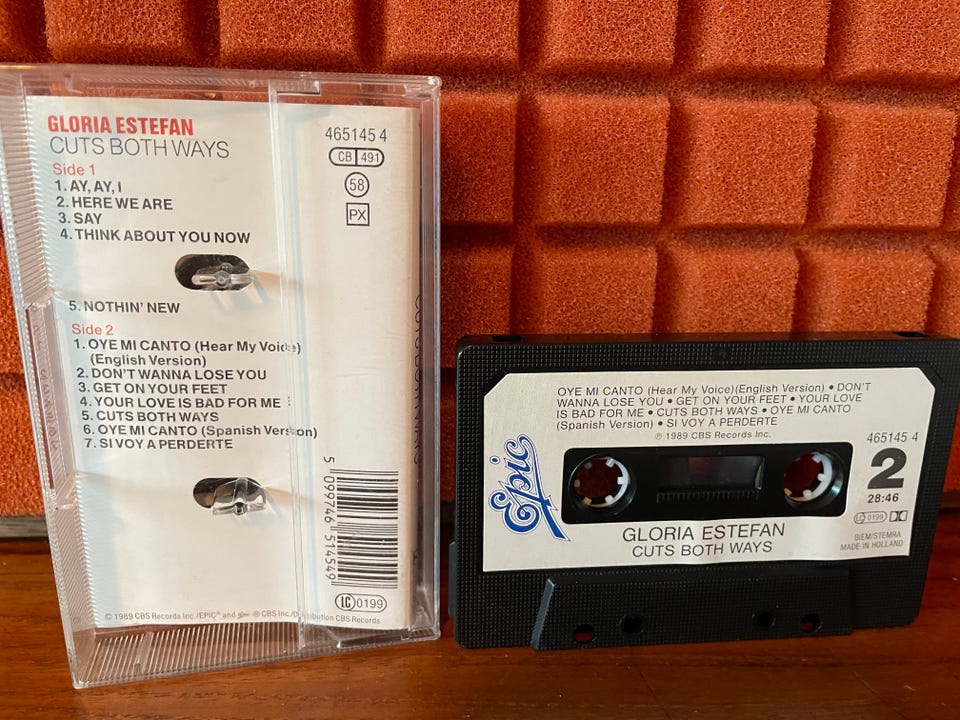 GLORIA ESTEFAN
CUTS BOTH WAYS
Side 1
1. AY, AY, I
2. HERE WE ARE
3. SAY
4. THINK ABOUT YOU NOW
5. NOTHIN' NEW
Side 2
1. OYE MI CANTO (Hear My Voice)
(English Version)
2. DON'T WANNA LOSE YOU
3. GET ON YOUR FEET
4. YOUR LOVE IS BAD FOR ME
5. CUTS BOTH WAYS
6. OYE MI CANTO (Spanish Version)
7. SI VOY A PERDERTE
© 1989 CBS Records Inc./EPIC® and ® CBS Inc./Distribution CBS Records
465145 4
CB 491
58
PX
5 099746 514549
LC 0199
OYE MI CANTO (Hear My Voice)(English Version) • DON'T
WANNA LOSE YOU • GET ON YOUR FEET • YOUR LOVE
IS BAD FOR ME • CUTS BOTH WAYS • OYE MI CANTO
(Spanish Version) • SI VOY A PERDERTE
℗ 1989 CBS Records Inc.
Epic
465145 4
2
28:46
LC 0199
BIEM/STEMRA
MADE IN HOLLAND
GLORIA ESTEFAN
CUTS BOTH WAYS